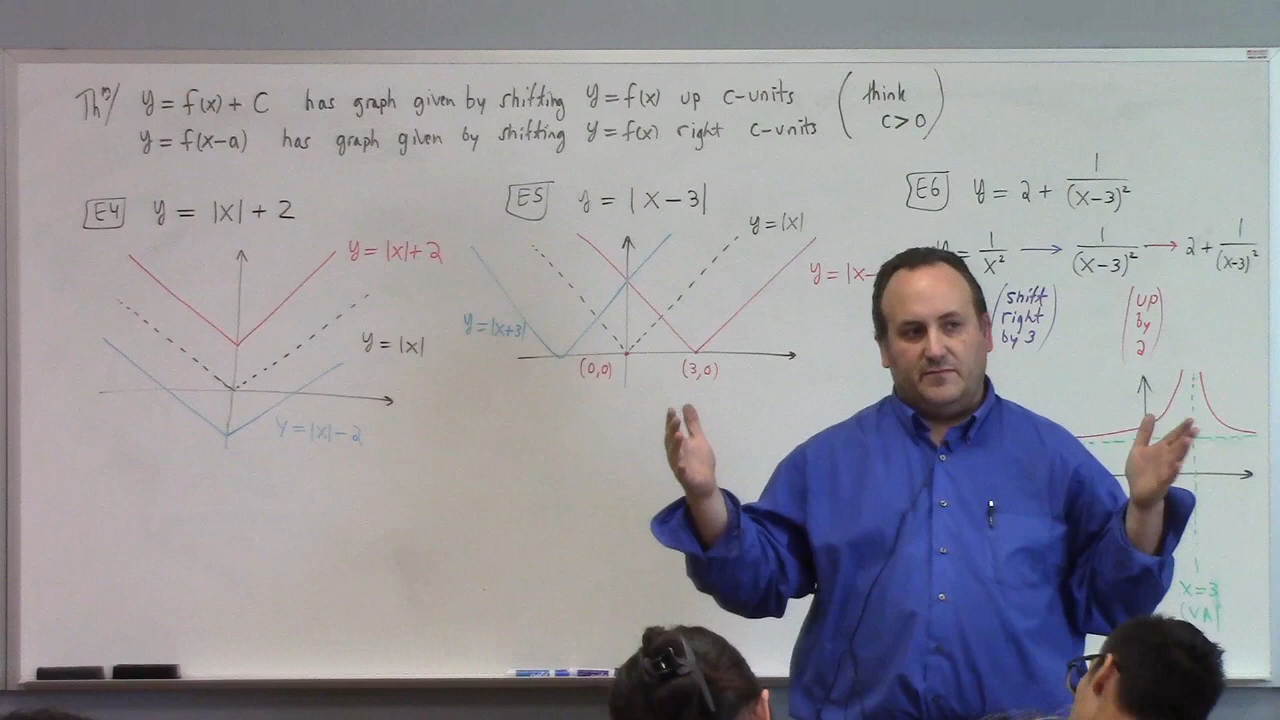 Thm/ y = f(x) + C has graph given by shifting y = f(x) up c-units (think
y = f(x-a) has graph given by shifting y = f(x) right c-units c>0)
E4 y = |x| + 2
y = |x| + 2
y = |x|
y = |x| - 2
E5 y = |x-3|
y = |x|
y = |x-
y = |x+3|
(0,0) (3,0)
E6 y = 2 + 1/(x-3)²
= 1/x² → 1/(x-3)² → 2 + 1/(x-3)²
(shift
right
by 3)
(up
by
2)
x = 3
(VA)